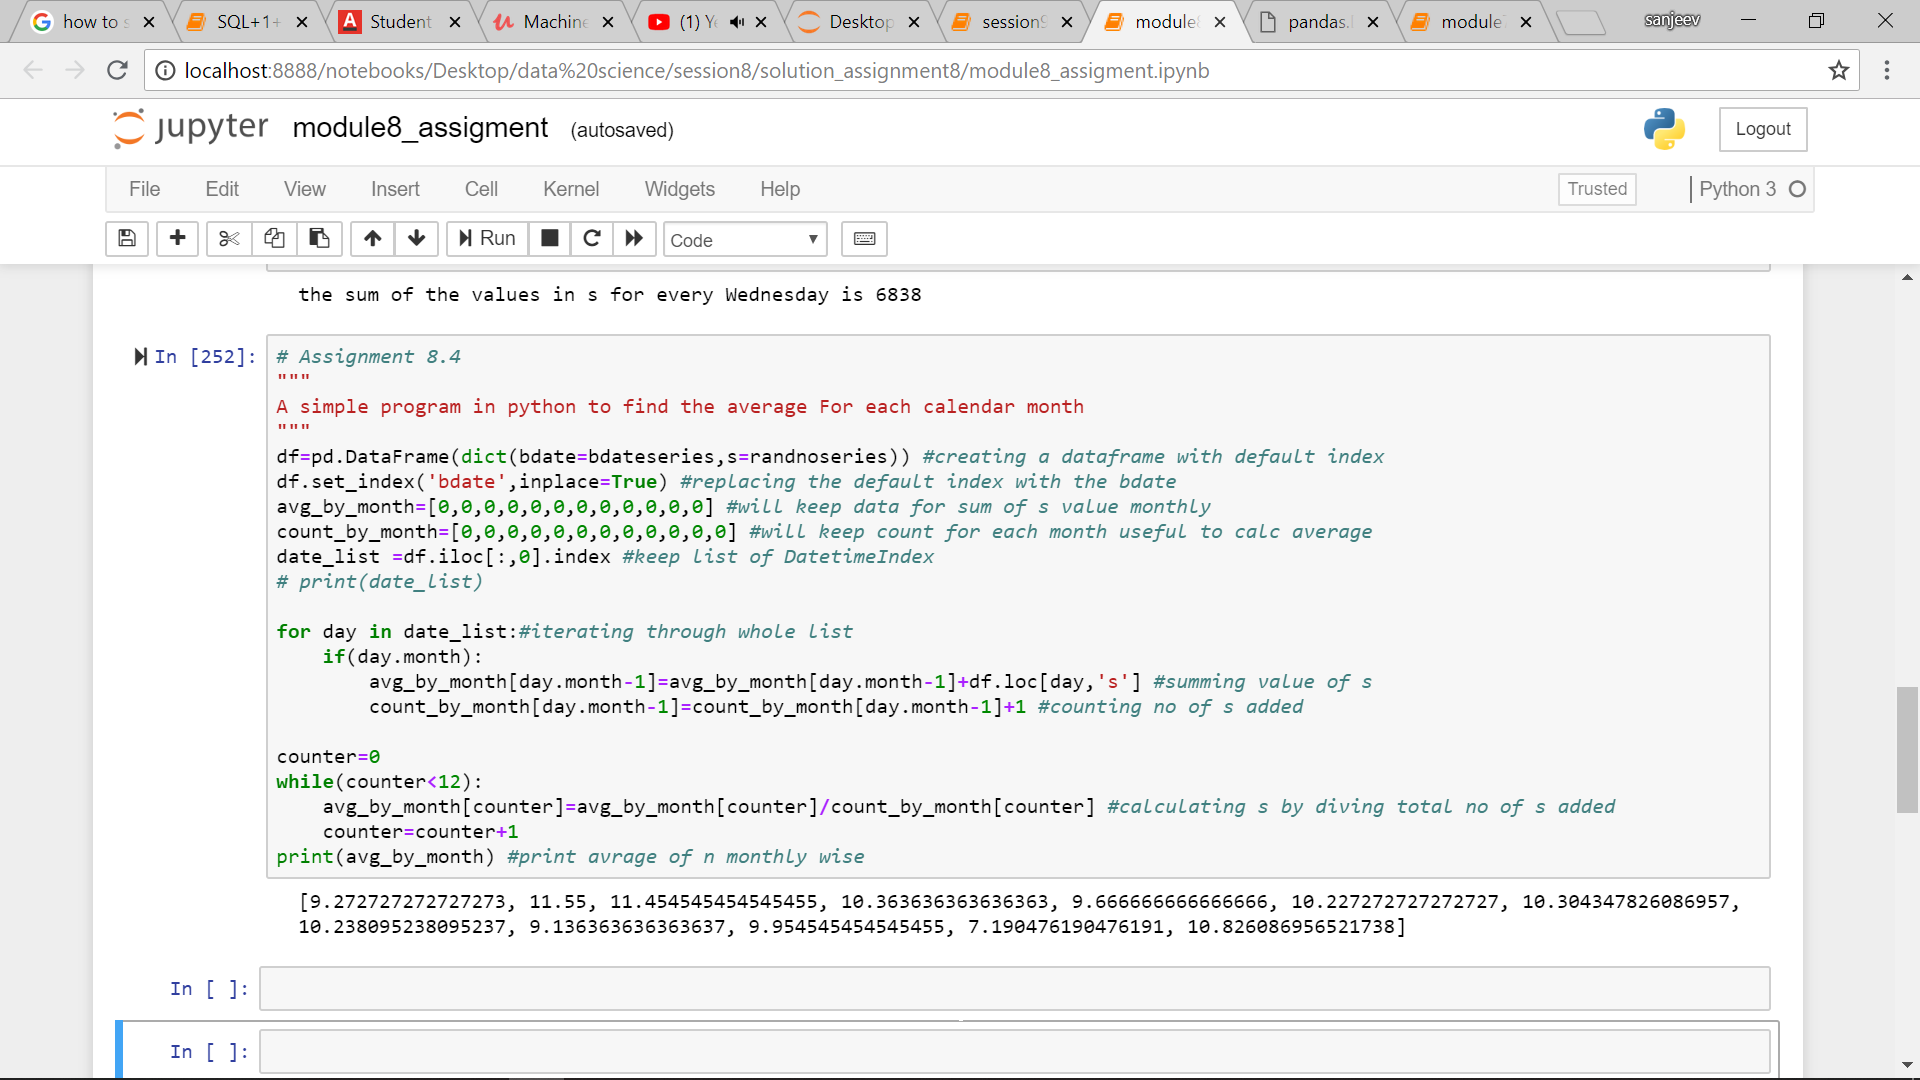 how to s
SQL+1+
Student
Machine
(1) Ye
Desktop
session9
module8
pandas.
module7
sanjeev
localhost:8888/notebooks/Desktop/data%20science/session8/solution_assignment8/module8_assigment.ipynb
jupyter module8_assigment (autosaved)
Logout
File Edit View Insert Cell Kernel Widgets Help
Trusted
Python 3
Run
Code
the sum of the values in s for every Wednesday is 6838
In [252]:
# Assignment 8.4
"""
A simple program in python to find the average For each calendar month
"""
df=pd.DataFrame(dict(bdate=bdateseries,s=randnoseries)) #creating a dataframe with default index
df.set_index('bdate',inplace=True) #replacing the default index with the bdate
avg_by_month=[0,0,0,0,0,0,0,0,0,0,0,0] #will keep data for sum of s value monthly
count_by_month=[0,0,0,0,0,0,0,0,0,0,0,0] #will keep count for each month useful to calc average
date_list =df.iloc[:,0].index #keep list of DatetimeIndex
# print(date_list)
for day in date_list:#iterating through whole list
    if(day.month):
        avg_by_month[day.month-1]=avg_by_month[day.month-1]+df.loc[day,'s'] #summing value of s
        count_by_month[day.month-1]=count_by_month[day.month-1]+1 #counting no of s added
counter=0
while(counter<12):
    avg_by_month[counter]=avg_by_month[counter]/count_by_month[counter] #calculating s by diving total no of s added
    counter=counter+1
print(avg_by_month) #print avrage of n monthly wise
[9.272727272727273, 11.55, 11.454545454545455, 10.363636363636363, 9.666666666666666, 10.227272727272727, 10.304347826086957,
10.238095238095237, 9.136363636363637, 9.954545454545455, 7.190476190476191, 10.826086956521738]
In [ ]:
In [ ]: